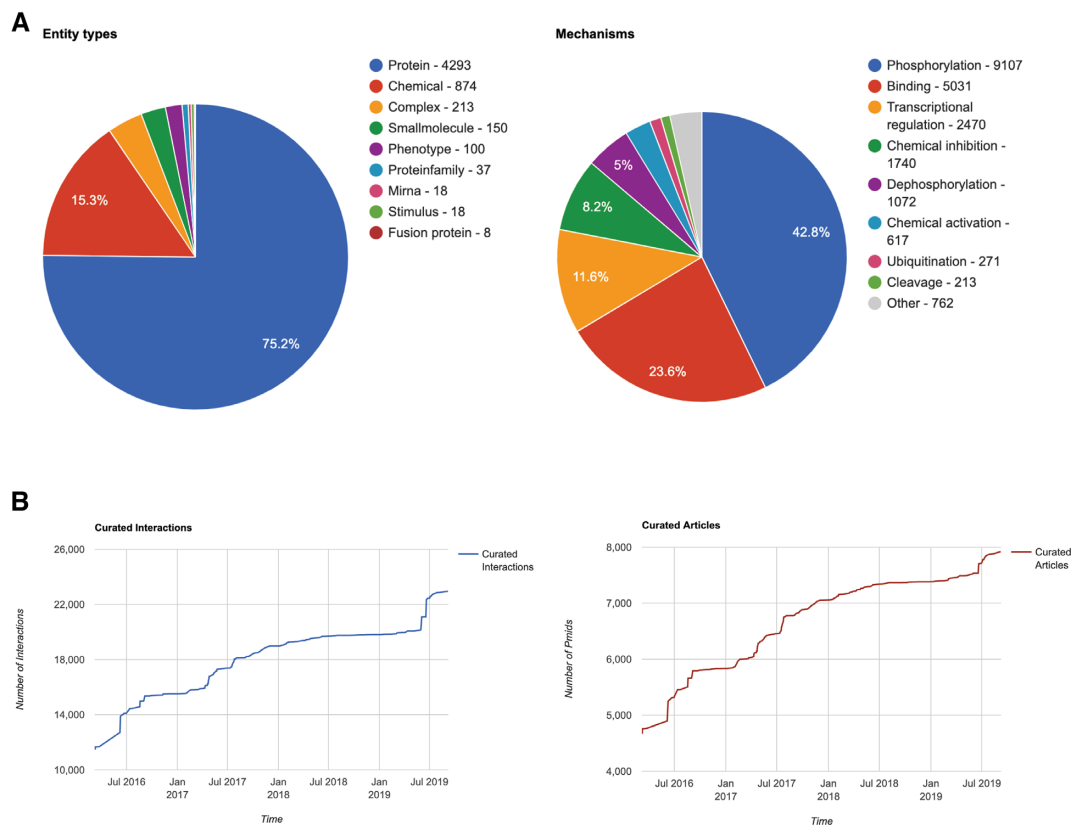 A
Entity types
Protein - 4293
Chemical - 874
Complex - 213
Smallmolecule - 150
Phenotype - 100
Proteinfamily - 37
Mirna - 18
Stimulus - 18
Fusion protein - 8
15.3%
75.2%
Mechanisms
Phosphorylation - 9107
Binding - 5031
Transcriptional
regulation - 2470
Chemical inhibition -
1740
Dephosphorylation -
1072
Chemical activation -
617
Ubiquitination - 271
Cleavage - 213
Other - 762
5%
8.2%
11.6%
23.6%
42.8%
B
Curated Interactions
26,000
22,000
18,000
14,000
10,000
Number of Interactions
Jul 2016
Jan
2017
Jul 2017
Jan
2018
Jul 2018
Jan
2019
Jul 2019
Time
Curated
Interactions
Curated Articles
8,000
7,000
6,000
5,000
4,000
Number of Pmids
Jul 2016
Jan
2017
Jul 2017
Jan
2018
Jul 2018
Jan
2019
Jul 2019
Time
Curated
Articles